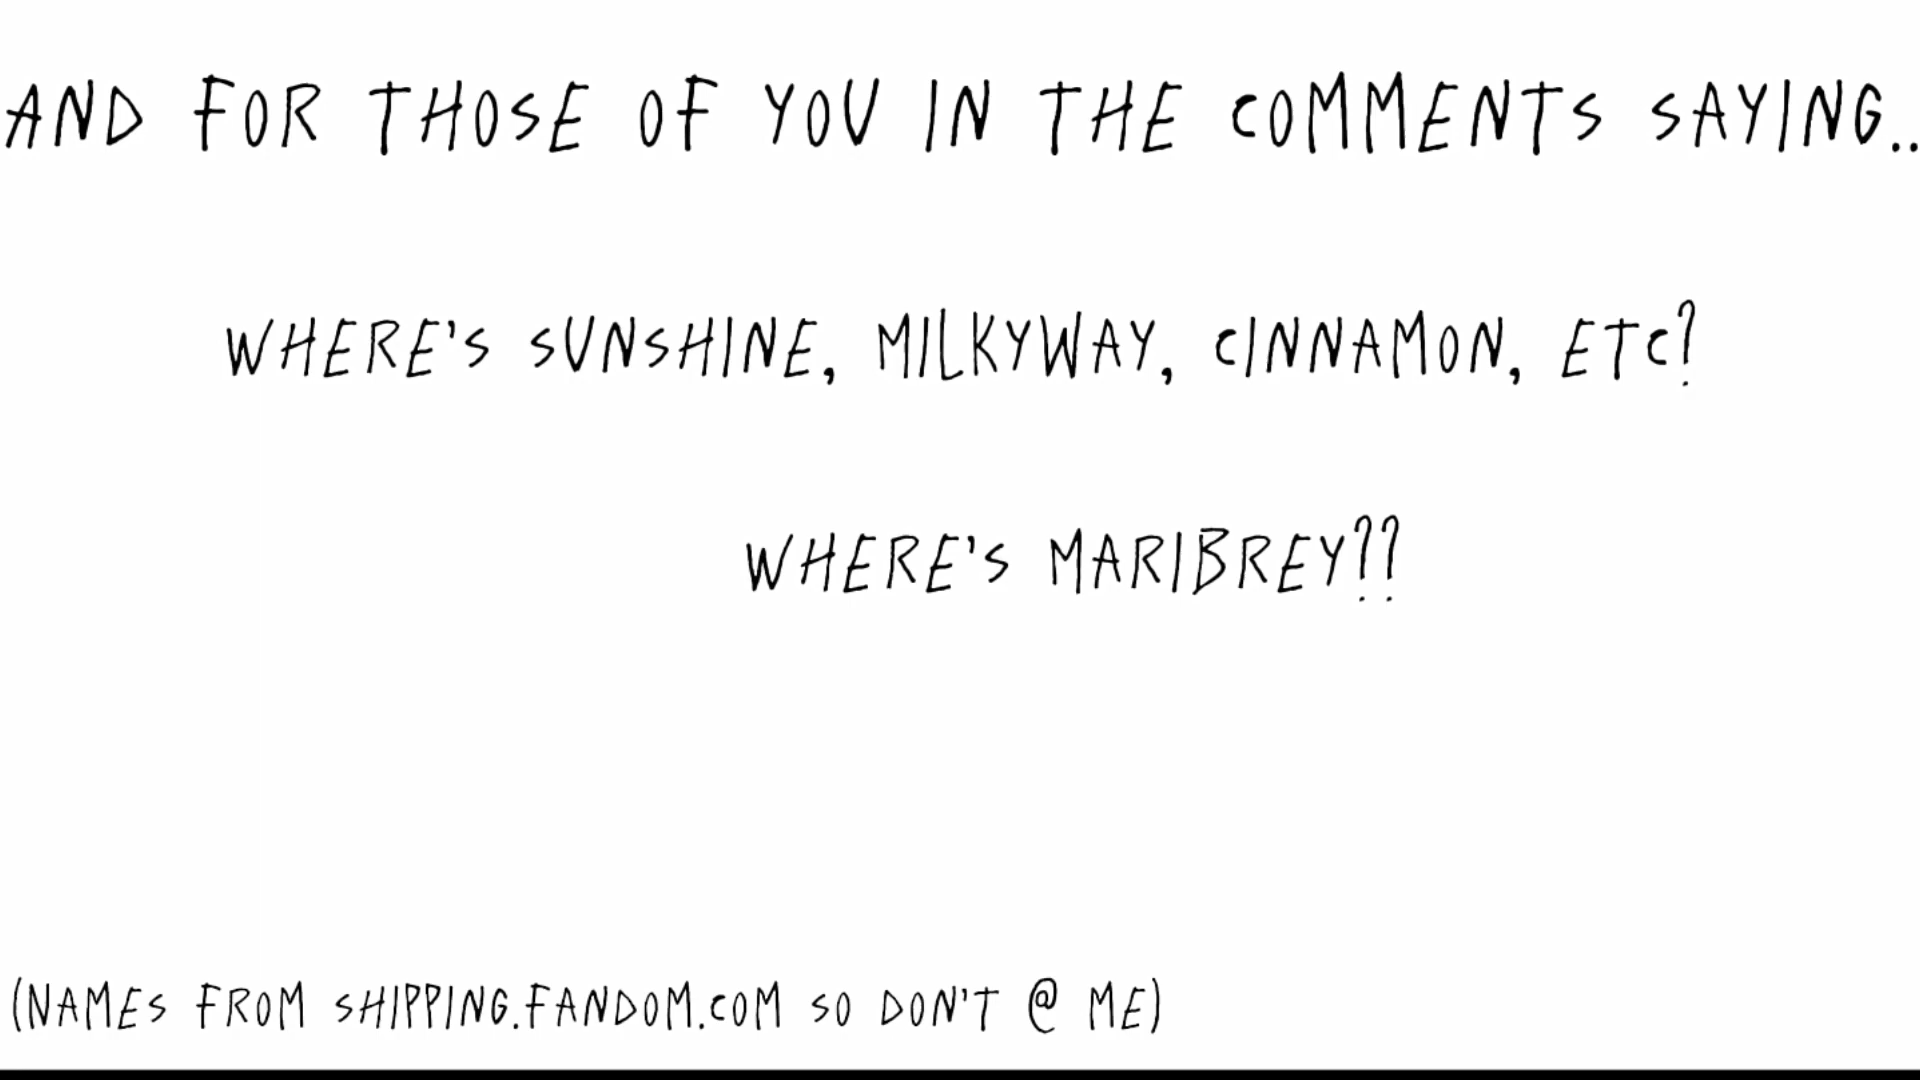 AND FOR THOSE OF YOU IN THE COMMENTS SAYING..
WHERE'S SUNSHINE, MILKYWAY, CINNAMON, ETC?
WHERE'S MARIBREY??
(NAMES FROM SHIPPING.FANDOM.COM SO DON'T @ ME)